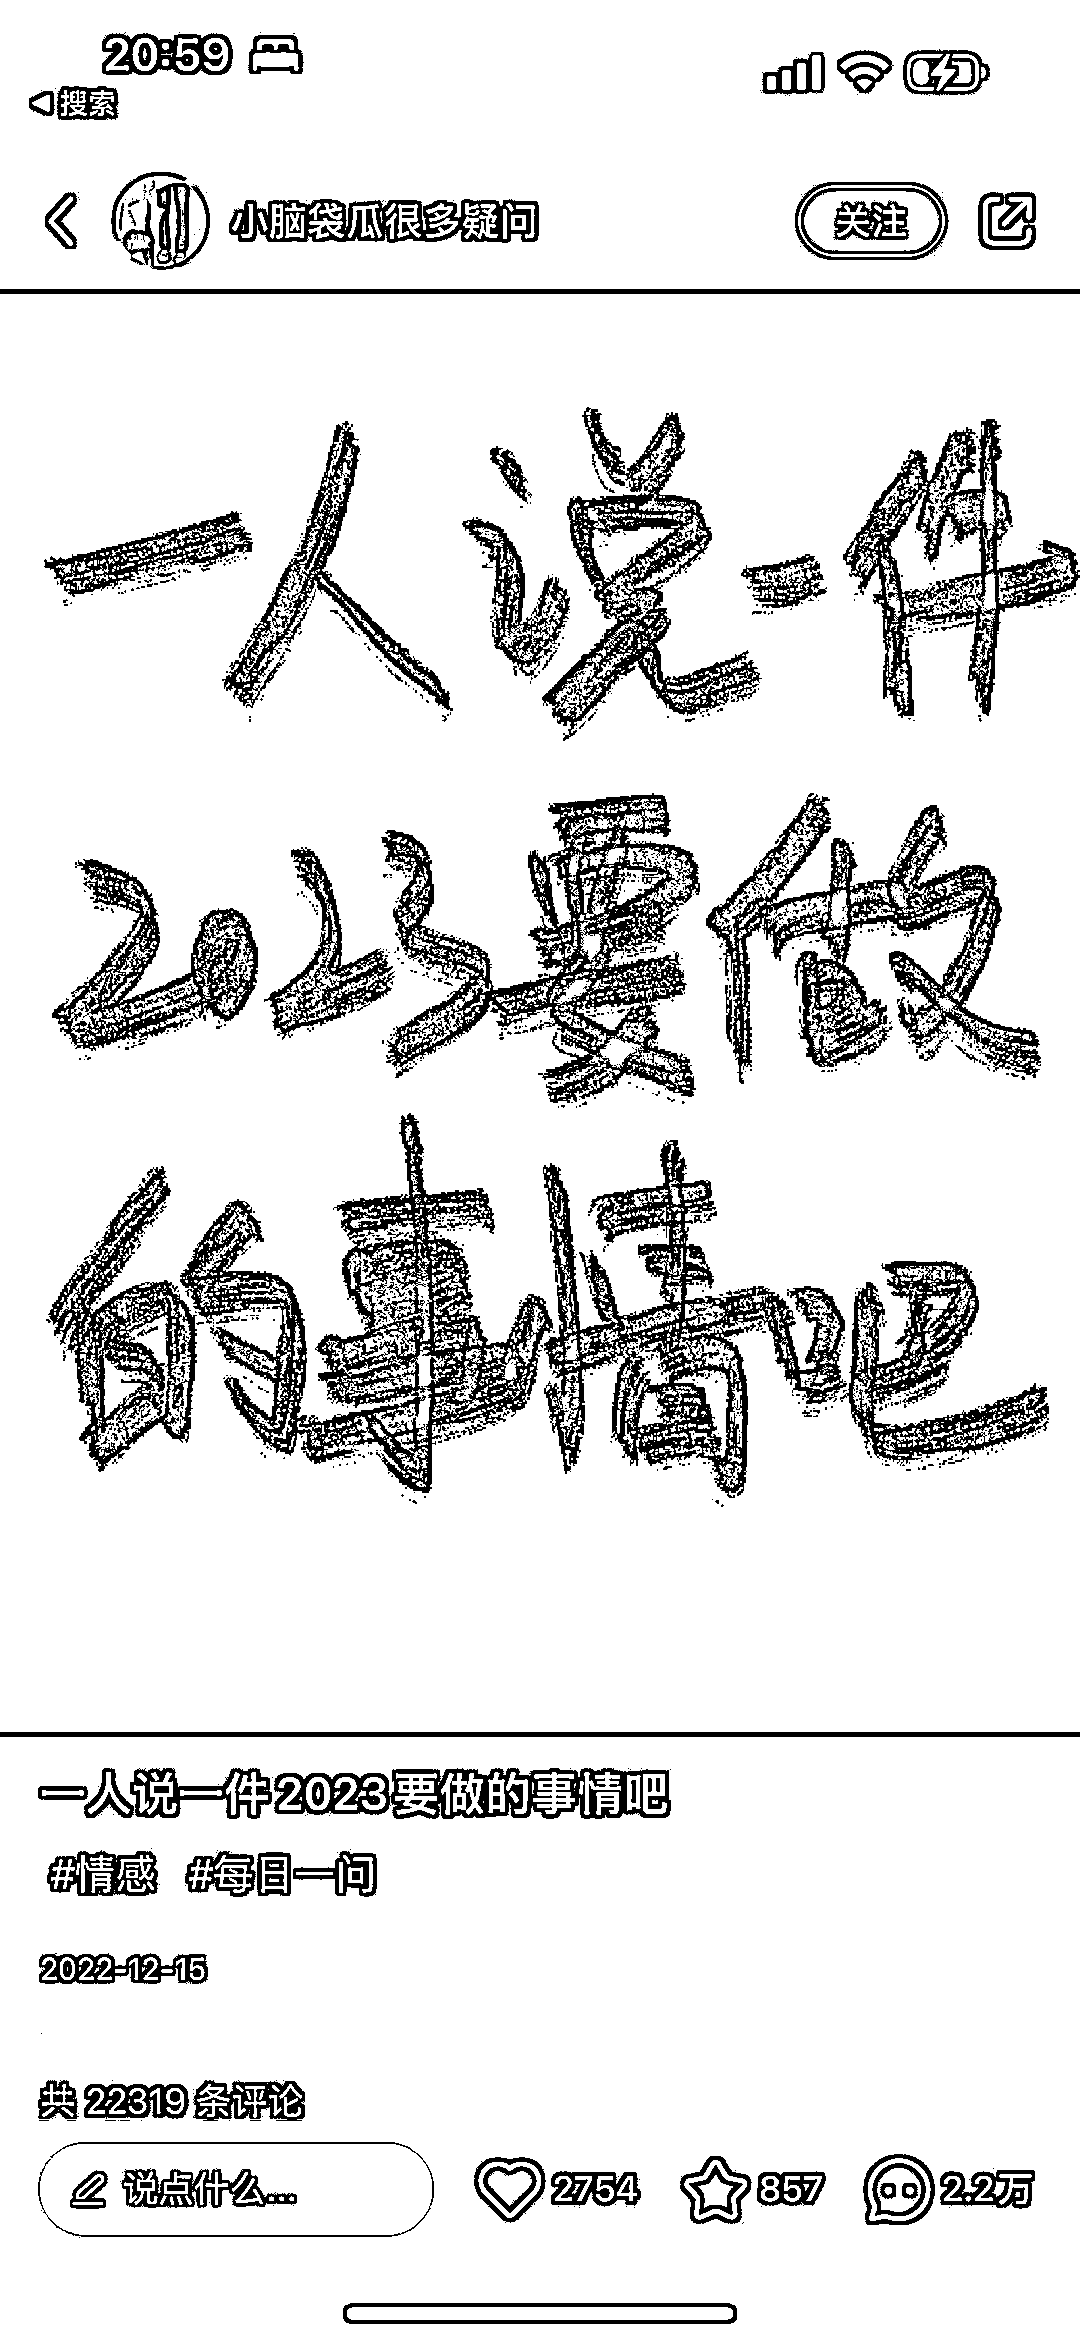 20:59
搜索
小脑袋瓜很多疑问 关注
一人说一件
2023要做
的事情吧
一人说一件2023要做的事情吧
#情感 #每日一问
2022-12-15
共 22319 条评论
说点什么... 2754 857 2.2万